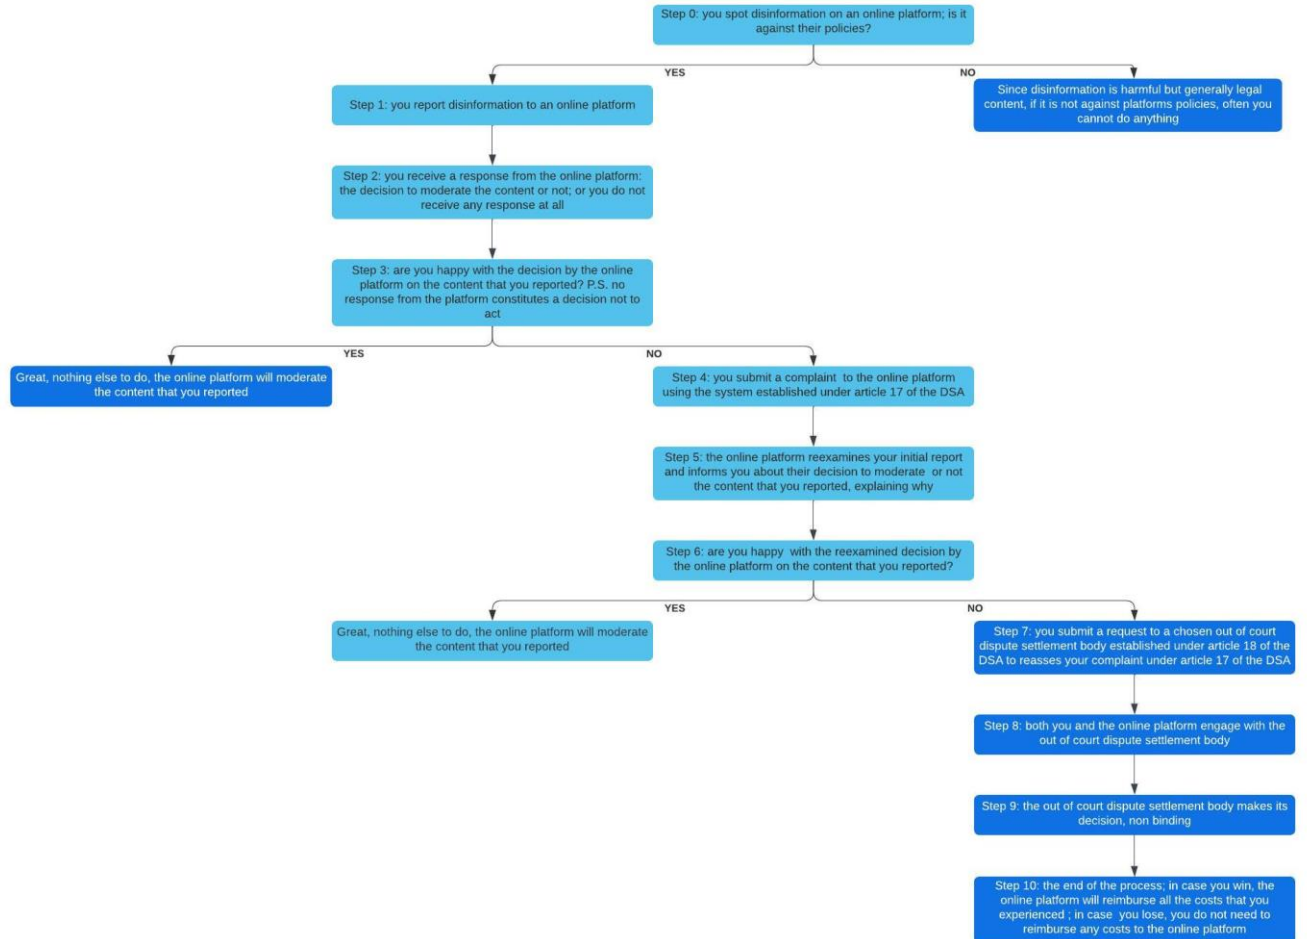 Step 0: you spot disinformation on an online platform; is it
against their policies?
YES
NO
Step 1: you report disinformation to an online platform
Since disinformation is harmful but generally legal
content, if it is not against platforms policies, often you
cannot do anything
Step 2: you receive a response from the online platform:
the decision to moderate the content or not; or you do not
receive any response at all
Step 3: are you happy with the decision by the online
platform on the content that you reported? P.S. no
response from the platform constitutes a decision not to
act
YES
NO
Great, nothing else to do, the online platform will moderate
the content that you reported
Step 4: you submit a complaint to the online platform
using the system established under article 17 of the DSA
Step 5: the online platform reexamines your initial report
and informs you about their decision to moderate or not
the content that you reported, explaining why
Step 6: are you happy with the reexamined decision by
the online platform on the content that you reported?
YES
NO
Great, nothing else to do, the online platform will moderate
the content that you reported
Step 7: you submit a request to a chosen out of court
dispute settlement body established under article 18 of the
DSA to reasses your complaint under article 17 of the DSA
Step 8: both you and the online platform engage with the
out of court dispute settlement body
Step 9: the out of court dispute settlement body makes its
decision, non binding
Step 10: the end of the process; in case you win, the
online platform will reimburse all the costs that you
experienced ; in case you lose, you do not need to
reimburse any costs to the online platform